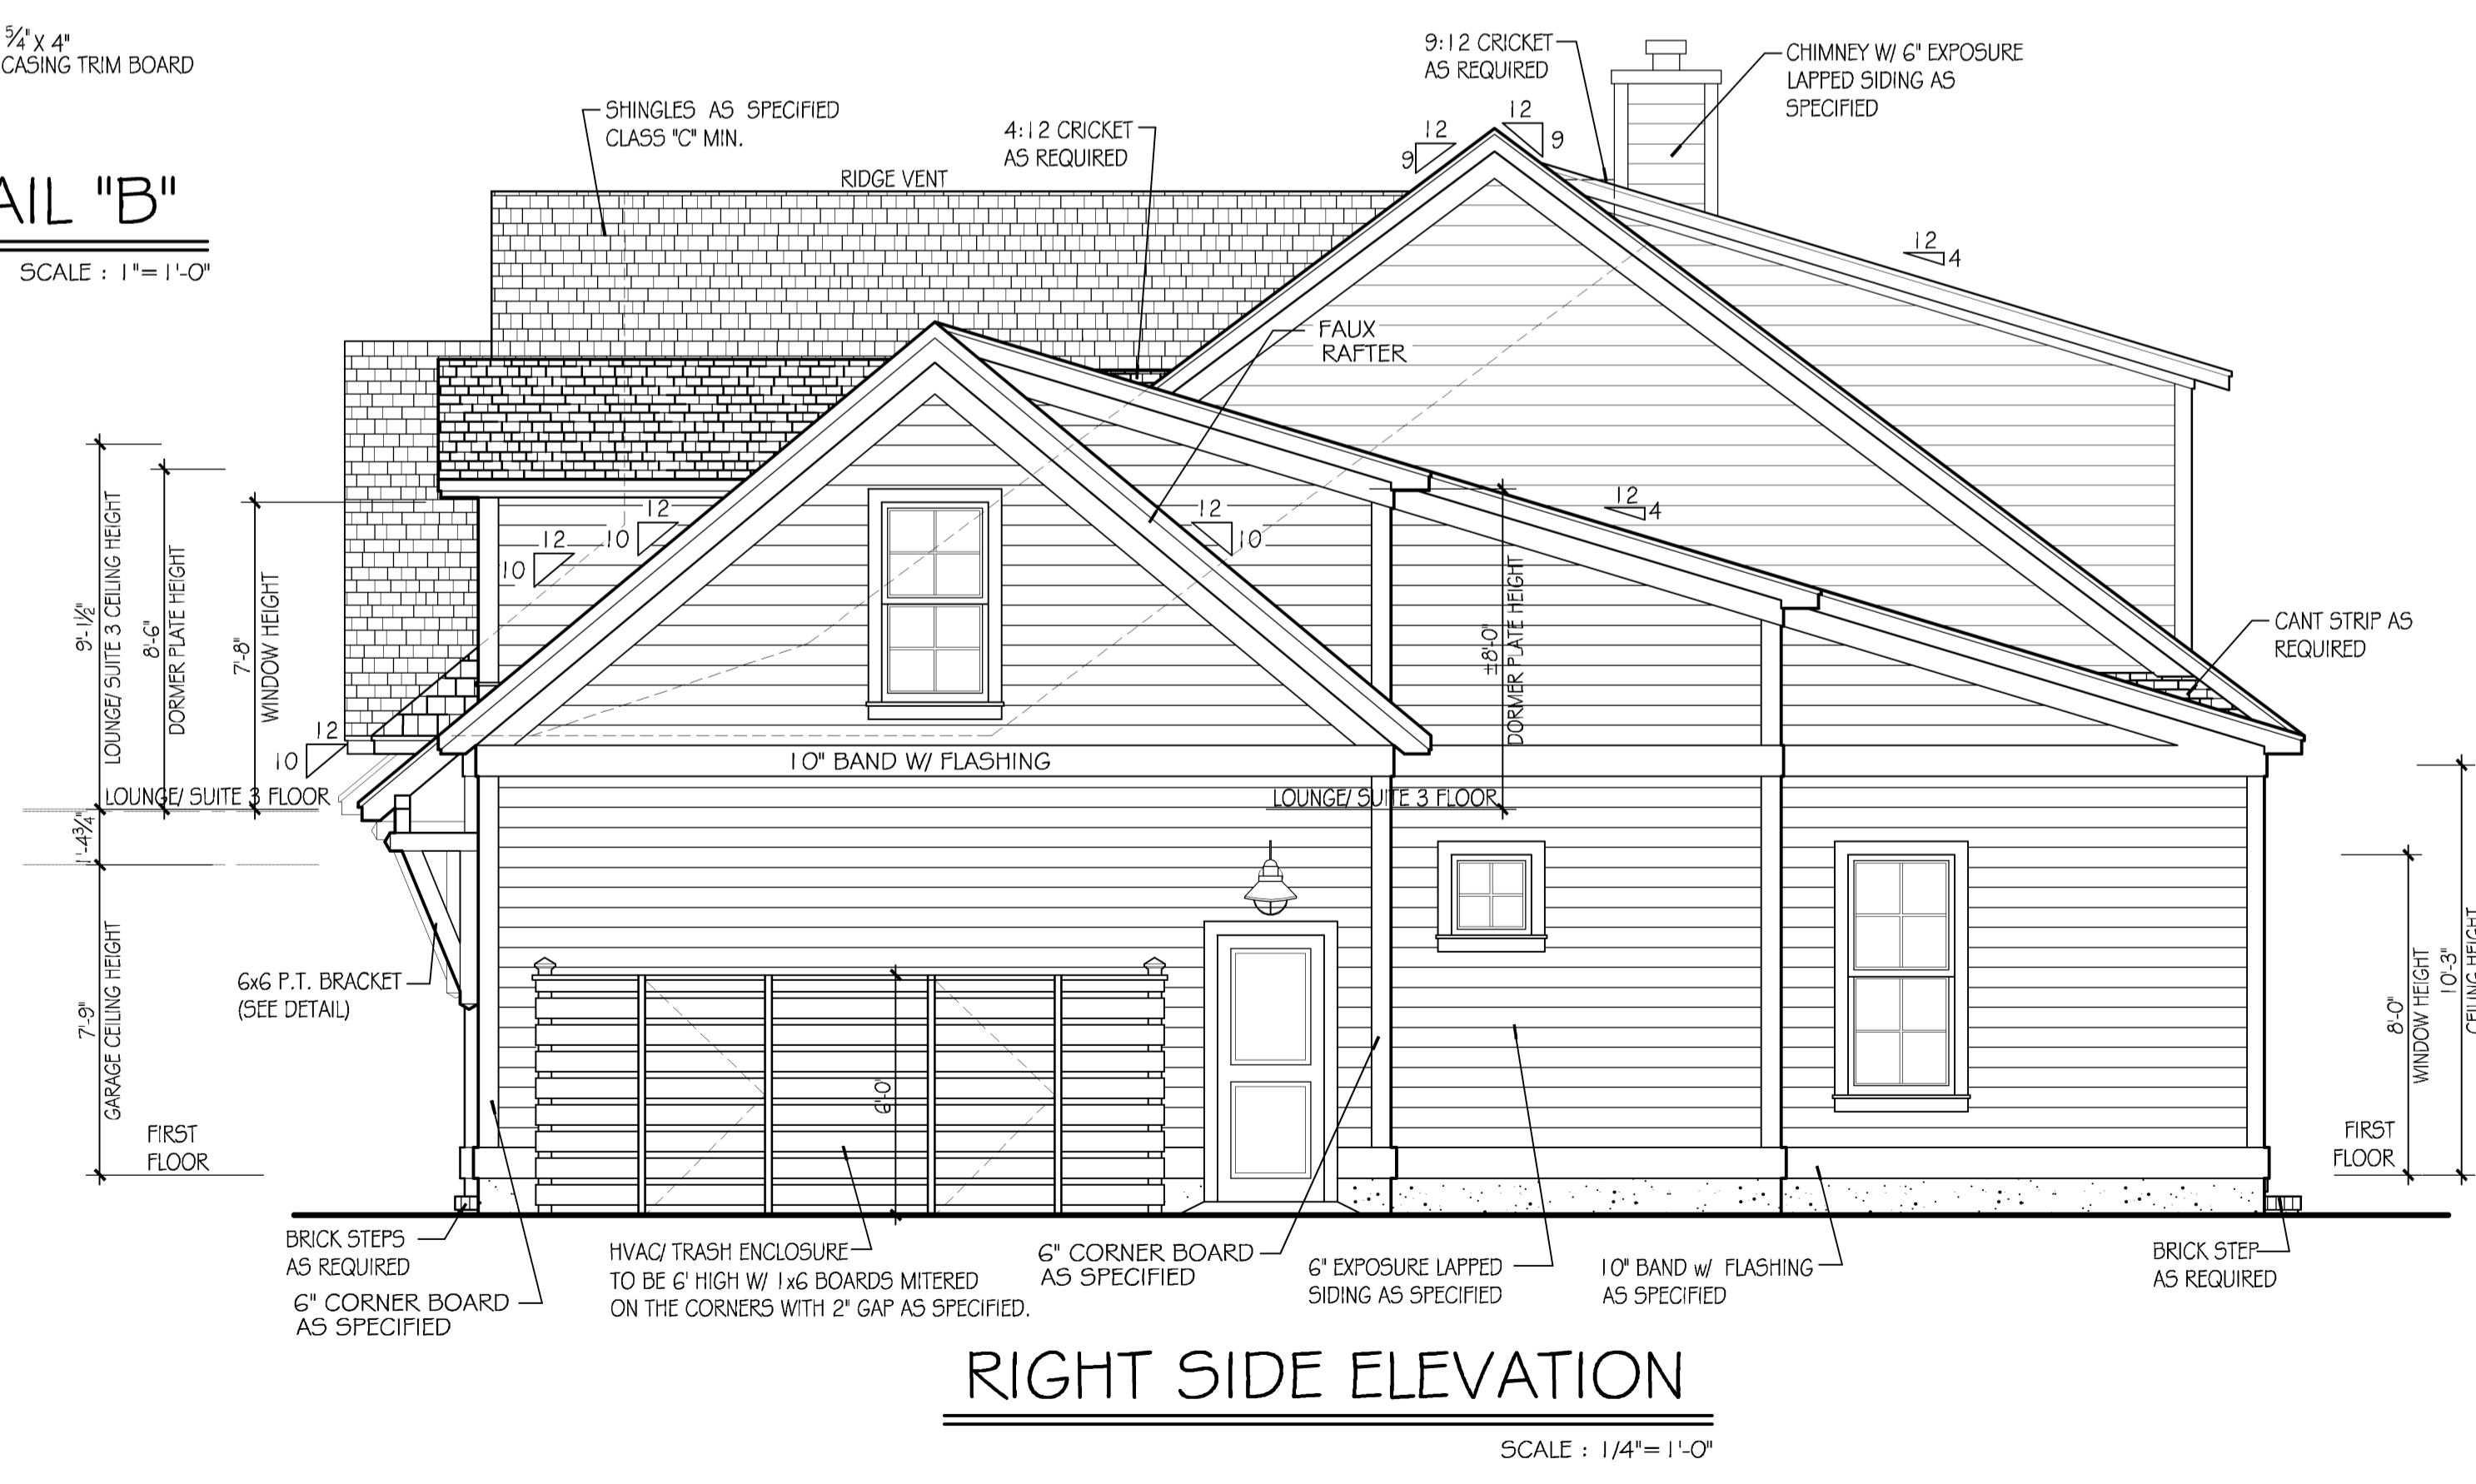 5/4" X 4"
CASING TRIM BOARD
AIL "B"
SCALE : 1"= 1'-0"
SHINGLES AS SPECIFIED
CLASS "C" MIN.
RIDGE VENT
4:12 CRICKET
AS REQUIRED
9:12 CRICKET
AS REQUIRED
CHIMNEY W/ 6" EXPOSURE
LAPPED SIDING AS
SPECIFIED
12
9
12
9
12
4
FAUX
RAFTER
12
4
12
10
12
10
12
10
12
10
CANT STRIP AS
REQUIRED
9'-1½"
LOUNGE/ SUITE 3 CEILING HEIGHT
8'-6"
DORMER PLATE HEIGHT
7'-8"
WINDOW HEIGHT
±8'-0"
DORMER PLATE HEIGHT
10" BAND W/ FLASHING
LOUNGE/ SUITE 3 FLOOR
LOUNGE/ SUITE 3 FLOOR
1'-4¾"
7'-9"
GARAGE CEILING HEIGHT
6x6 P.T. BRACKET
(SEE DETAIL)
6'-0"
8'-0"
WINDOW HEIGHT
10'-3"
CEILING HEIGHT
FIRST
FLOOR
FIRST
FLOOR
BRICK STEPS
AS REQUIRED
6" CORNER BOARD
AS SPECIFIED
HVAC/ TRASH ENCLOSURE
TO BE 6' HIGH W/ 1x6 BOARDS MITERED
ON THE CORNERS WITH 2" GAP AS SPECIFIED.
6" CORNER BOARD
AS SPECIFIED
6" EXPOSURE LAPPED
SIDING AS SPECIFIED
10" BAND w/ FLASHING
AS SPECIFIED
BRICK STEP
AS REQUIRED
RIGHT SIDE ELEVATION
SCALE : 1/4"= 1'-0"